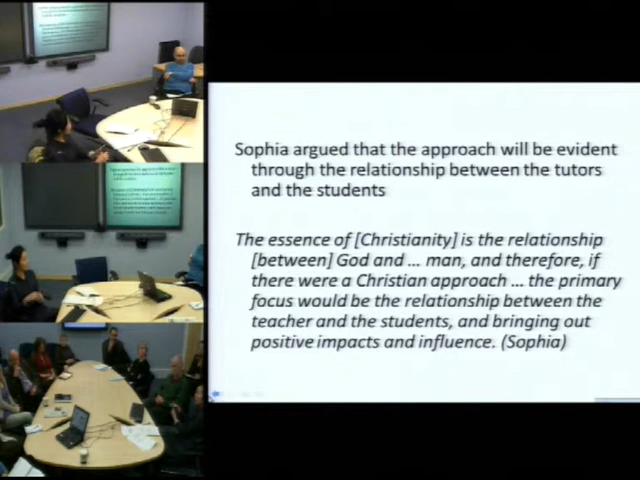 Sophia argued that the approach will be evident
through the relationship between the tutors
and the students
The essence of [Christianity] is the relationship
[between] God and ... man, and therefore, if
there were a Christian approach ... the primary
focus would be the relationship between the
teacher and the students, and bringing out
positive impacts and influence. (Sophia)